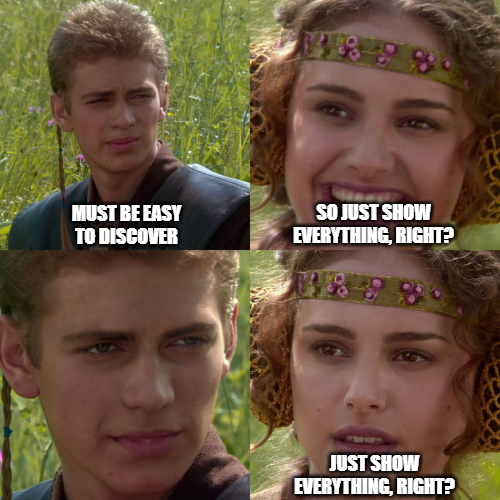 MUST BE EASY
TO DISCOVER
SO JUST SHOW
EVERYTHING, RIGHT?
JUST SHOW
EVERYTHING, RIGHT?